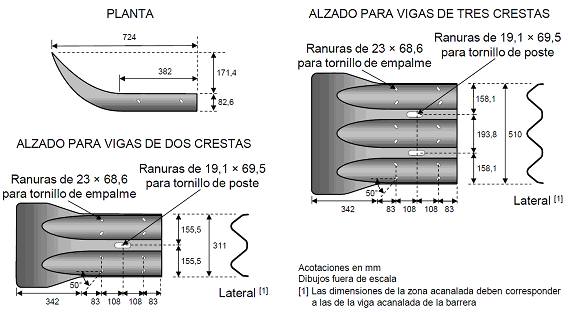 PLANTA
724
382
171,4
82,6
ALZADO PARA VIGAS DE DOS CRESTAS
Ranuras de 23 × 68,6
para tornillo de empalme
Ranuras de 19,1 × 69,5
para tornillo de poste
155,5
155,5
311
50°
342
83
108
108
83
Lateral [1]
ALZADO PARA VIGAS DE TRES CRESTAS
Ranuras de 23 × 68,6
para tornillo de empalme
Ranuras de 19,1 × 69,5
para tornillo de poste
158,1
193,8
158,1
510
50°
342
83
108
108
83
Lateral [1]
Acotaciones en mm
Dibujos fuera de escala
[1] Las dimensiones de la zona acanalada deben corresponder
a las de la viga acanalada de la barrera